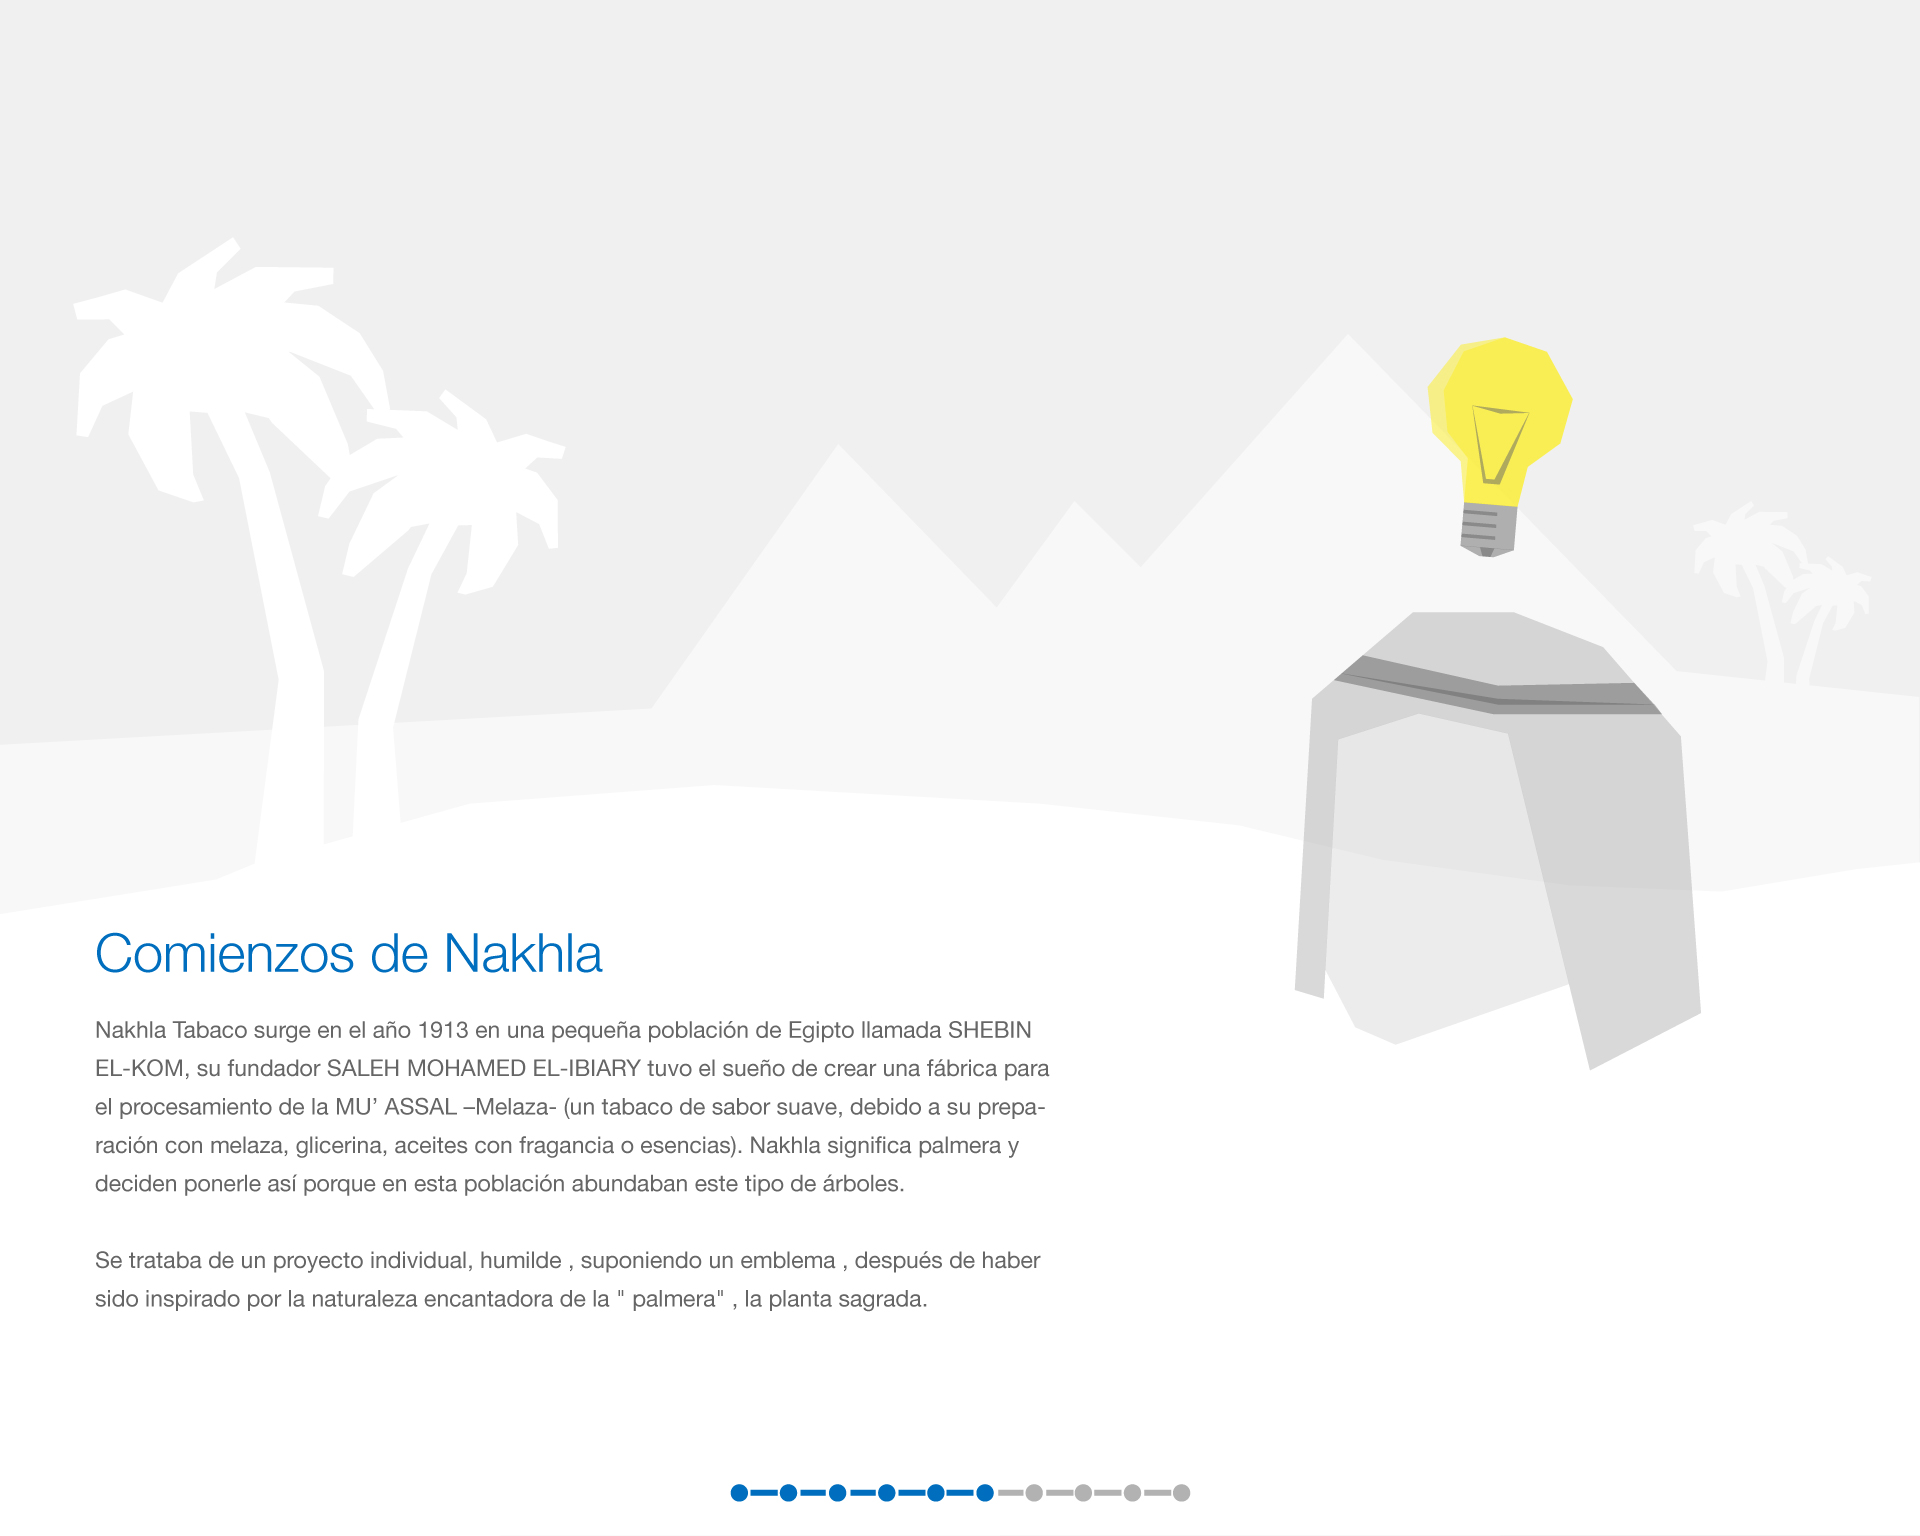 Comienzos de Nakhla
Nakhla Tabaco surge en el año 1913 en una pequeña población de Egipto llamada SHEBIN
EL-KOM, su fundador SALEH MOHAMED EL-IBIARY tuvo el sueño de crear una fábrica para
el procesamiento de la MU’ ASSAL –Melaza- (un tabaco de sabor suave, debido a su prepa-
ración con melaza, glicerina, aceites con fragancia o esencias). Nakhla significa palmera y
deciden ponerle así porque en esta población abundaban este tipo de árboles.
Se trataba de un proyecto individual, humilde , suponiendo un emblema , después de haber
sido inspirado por la naturaleza encantadora de la " palmera" , la planta sagrada.